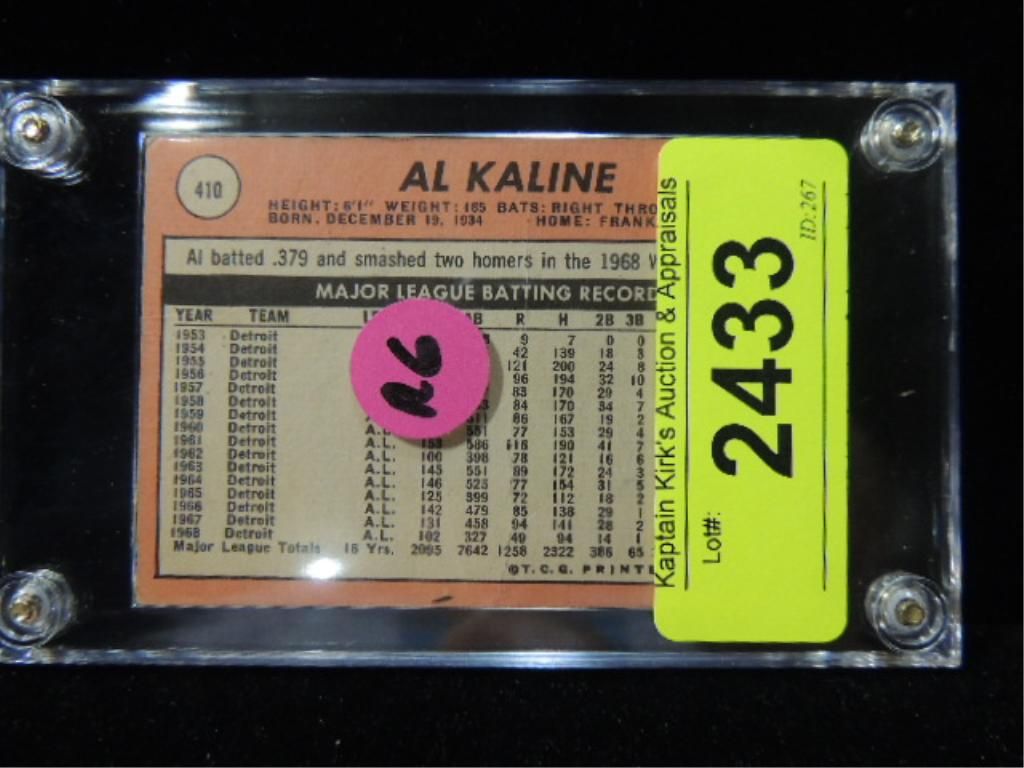 410
AL KALINE
HEIGHT: 6'1" WEIGHT: 185 BATS: RIGHT THRO
BORN. DECEMBER 19, 1934 HOME: FRANK
Al batted .379 and smashed two homers in the 1968 W
MAJOR LEAGUE BATTING RECORD
YEAR TEAM R H 2B 3B
1953 Detroit 9 7 0 0
1954 Detroit 42 139 18 3
1955 Detroit 121 200 24 8
1956 Detroit 96 194 32 10
1957 Detroit 83 170 29 4
1958 Detroit 84 170 34 7
1959 Detroit 86 167 19 2
1960 Detroit 77 153 29 4
1961 Detroit A.L. 153 586 116 190 41 7
1962 Detroit A.L. 100 398 78 121 16 6
1963 Detroit A.L. 145 551 89 172 24 3
1964 Detroit A.L. 146 525 77 154 31 5
1965 Detroit A.L. 125 399 72 112 18 2
1966 Detroit A.L. 142 479 85 138 29 1
1967 Detroit A.L. 131 458 94 141 28 2
1968 Detroit A.L. 102 327 49 94 14 1
Major League Totals 16 Yrs. 2095 7642 1258 2322 386 65
©T.C.G. PRINTE
Kaptain Kirk's Auction & Appraisals
Lot#:
2433
ID:267